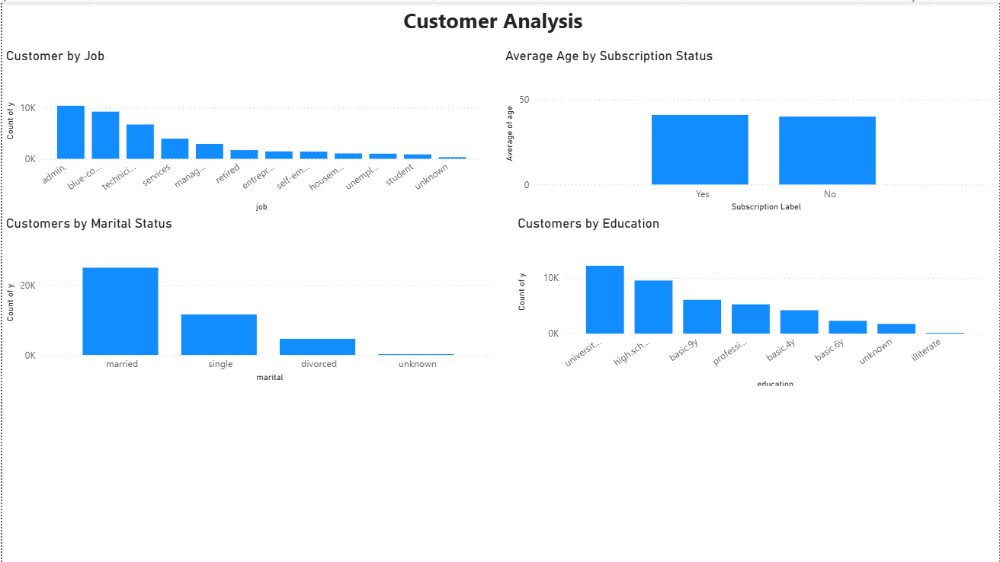 Customer Analysis
Customer by Job
Count of y
10K
0K
admin.
blue-co...
technici...
services
manag...
retired
entrepr...
self-em...
housem...
unempl...
student
unknown
job
Average Age by Subscription Status
Average of age
50
0
Yes
No
Subscription Label
Customers by Marital Status
Count of y
20K
0K
married
single
divorced
unknown
marital
Customers by Education
Count of y
10K
0K
universit...
high.sch...
basic.9y
professi...
basic.4y
basic.6y
unknown
illiterate
education